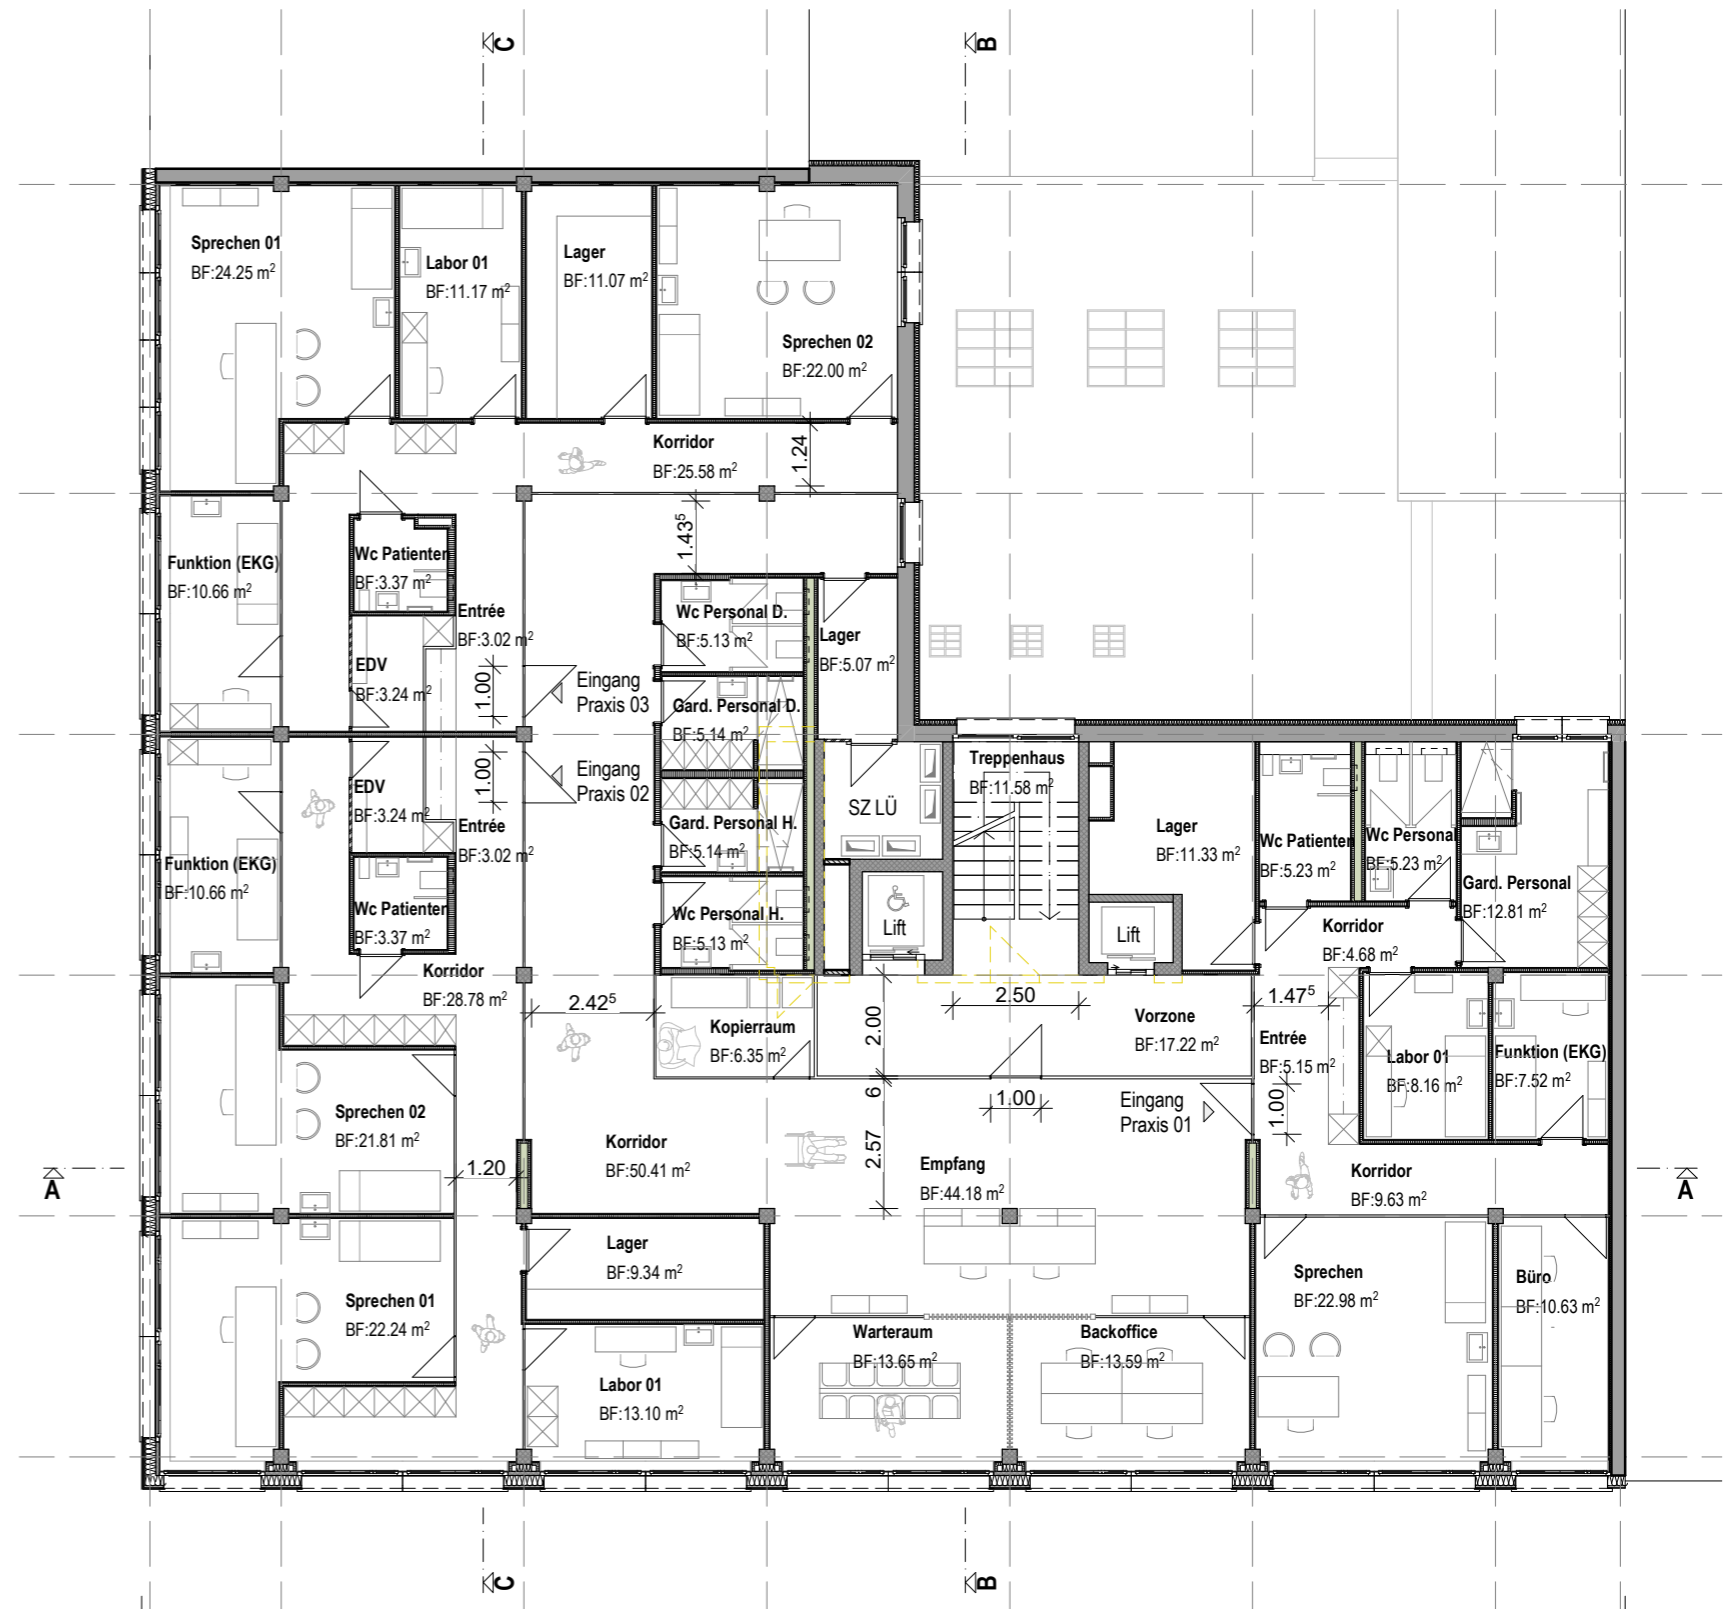 C
B
Sprechen 01
BF:24.25 m²
Labor 01
BF:11.17 m²
Lager
BF:11.07 m²
Sprechen 02
BF:22.00 m²
Korridor
BF:25.58 m²
1.24
1.43⁵
Funktion (EKG)
BF:10.66 m²
Wc Patienten
BF:3.37 m²
Entrée
BF:3.02 m²
EDV
BF:3.24 m²
1.00
Eingang
Praxis 03
Wc Personal D.
BF:5.13 m²
Lager
BF:5.07 m²
Gard. Personal D.
BF:5.14 m²
1.00
Eingang
Praxis 02
EDV
BF:3.24 m²
Entrée
BF:3.02 m²
Funktion (EKG)
BF:10.66 m²
Wc Patienten
BF:3.37 m²
Gard. Personal H.
BF:5.14 m²
Wc Personal H.
BF:5.13 m²
SZ LÜ
Treppenhaus
BF:11.58 m²
Lift
Lift
Lager
BF:11.33 m²
Wc Patienten
BF:5.23 m²
Wc Personal
BF:5.23 m²
Gard. Personal
BF:12.81 m²
Korridor
BF:4.68 m²
Korridor
BF:28.78 m²
2.42⁵
Kopierraum
BF:6.35 m²
2.00
2.50
Vorzone
BF:17.22 m²
1.47⁵
Entrée
BF:5.15 m²
Labor 01
BF:8.16 m²
Funktion (EKG)
BF:7.52 m²
6
1.00
Eingang
Praxis 01
1.00
Sprechen 02
BF:21.81 m²
1.20
Korridor
BF:50.41 m²
2.57
Empfang
BF:44.18 m²
Korridor
BF:9.63 m²
A
A
Lager
BF:9.34 m²
Sprechen
BF:22.98 m²
Büro
BF:10.63 m²
Sprechen 01
BF:22.24 m²
Warteraum
BF:13.65 m²
Backoffice
BF:13.59 m²
Labor 01
BF:13.10 m²
C
B